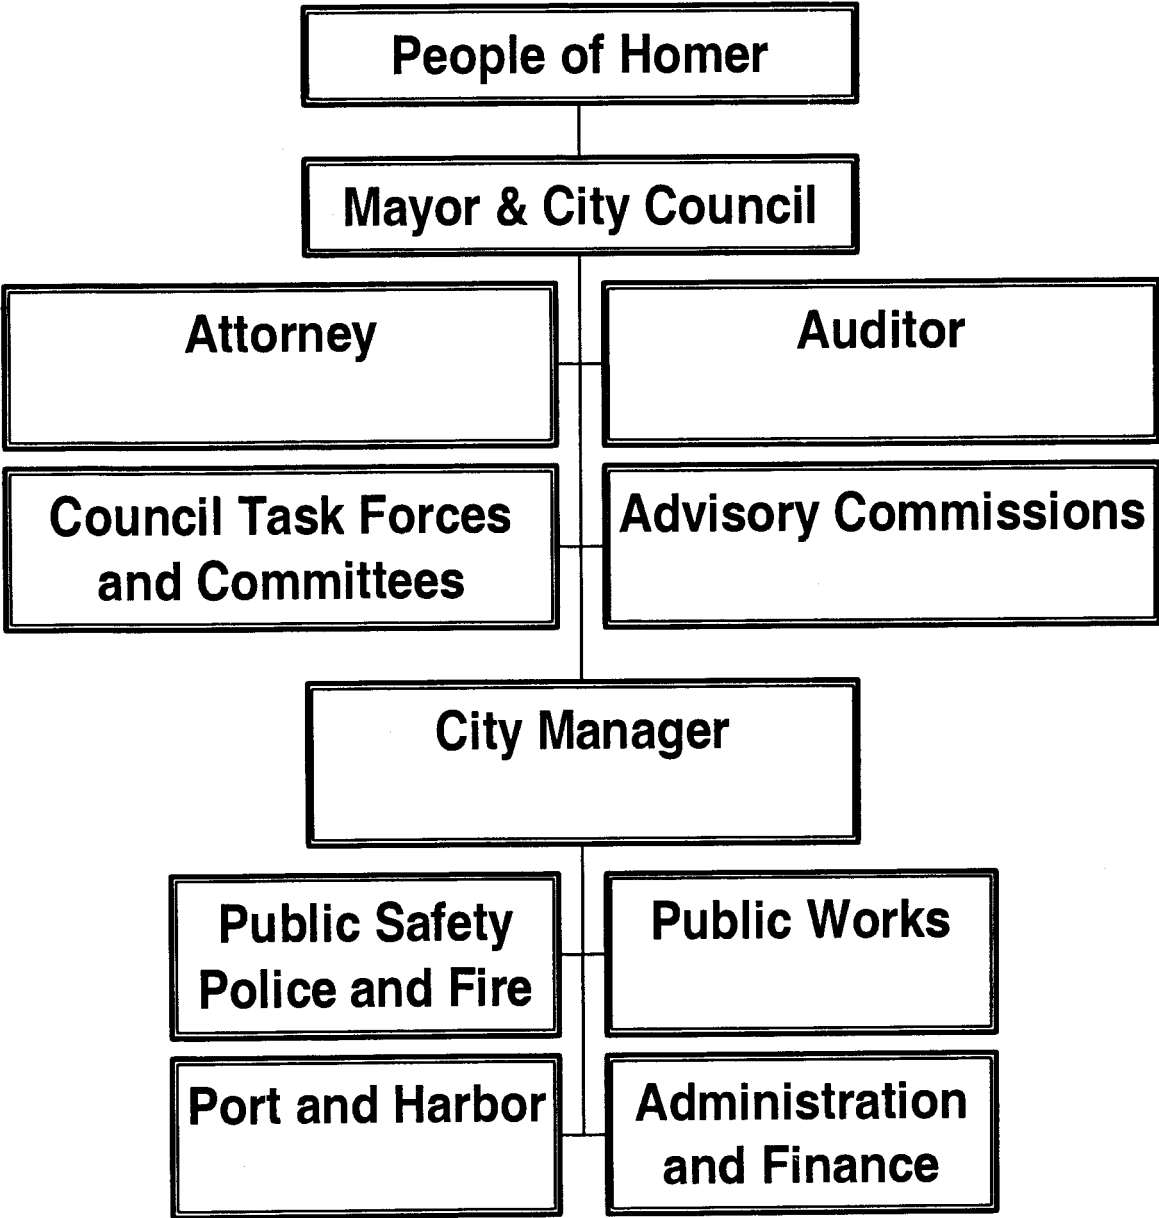 People of Homer
Mayor & City Council
Attorney
Auditor
Council Task Forces
and Committees
Advisory Commissions
City Manager
Public Safety
Police and Fire
Public Works
Port and Harbor
Administration
and Finance